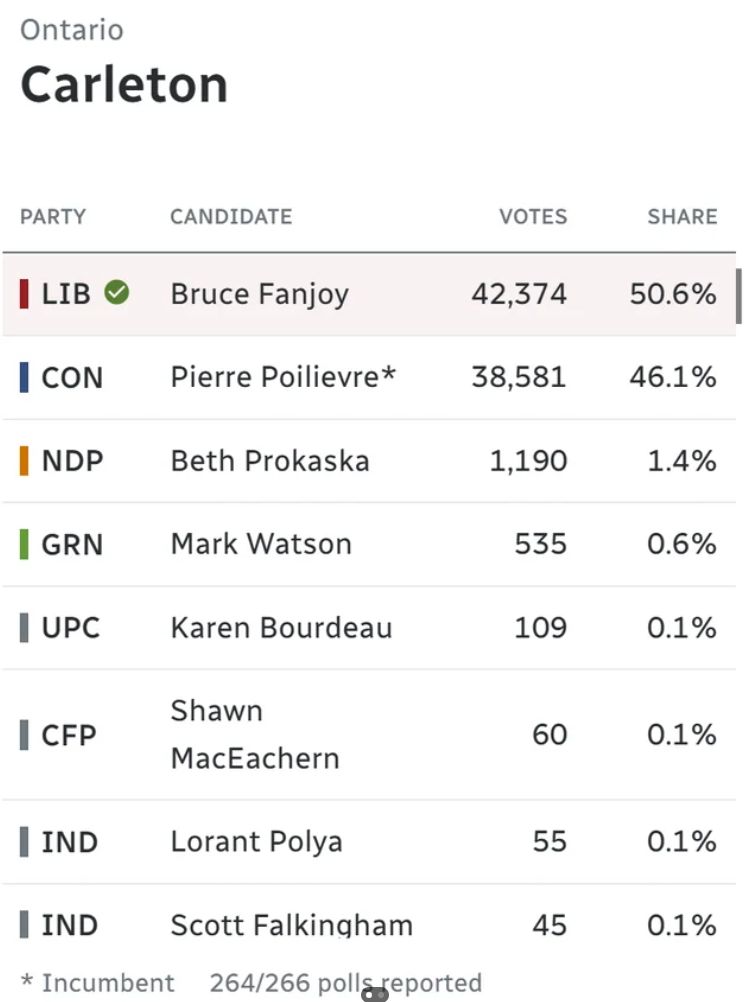 Ontario
Carleton
PARTY CANDIDATE VOTES SHARE
LIB Bruce Fanjoy 42,374 50.6%
CON Pierre Poilievre* 38,581 46.1%
NDP Beth Prokaska 1,190 1.4%
GRN Mark Watson 535 0.6%
UPC Karen Bourdeau 109 0.1%
CFP Shawn MacEachern 60 0.1%
IND Lorant Polya 55 0.1%
IND Scott Falkingham 45 0.1%
* Incumbent 264/266 polls reported